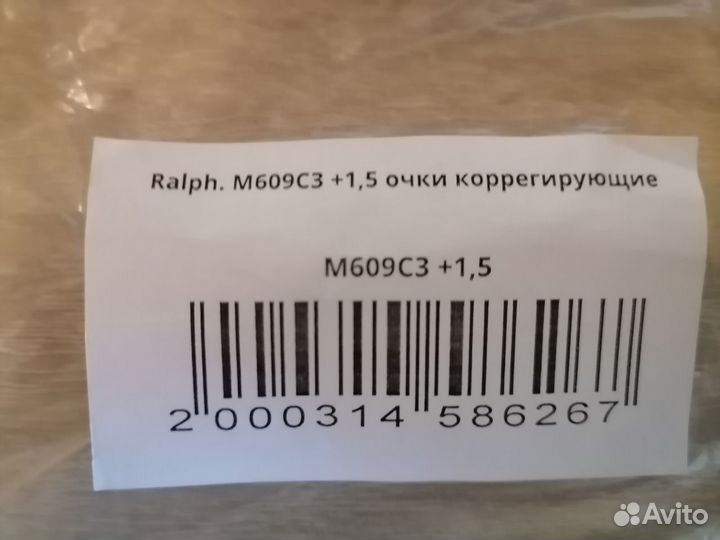 Ralph. M609C3 +1,5 очки коррегирующие
M609C3 +1,5
2 000314 586267
Avito